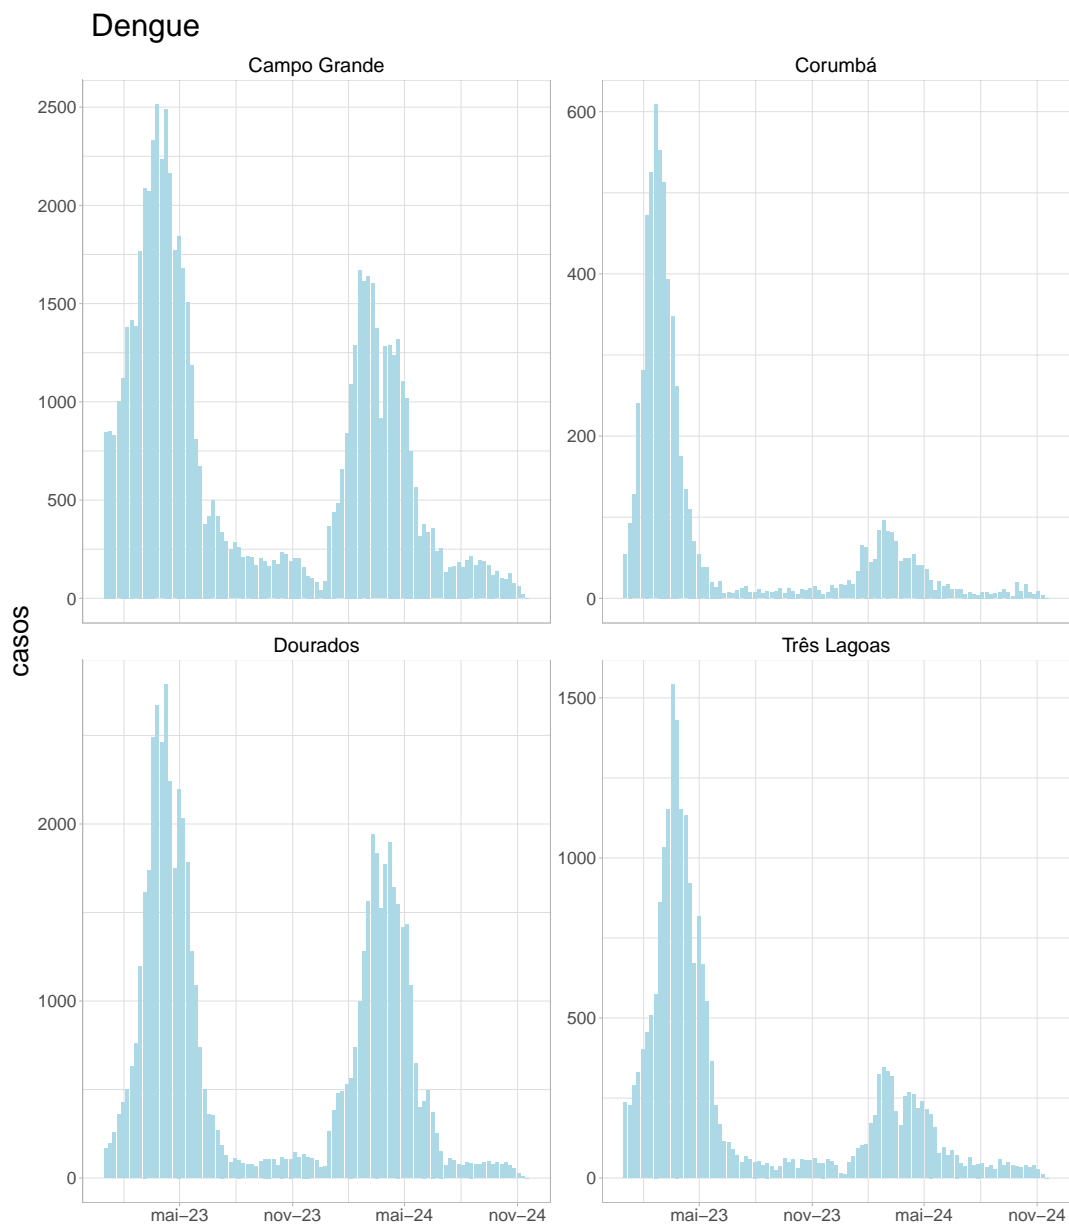 Dengue
Campo Grande
Corumbá
2500
2000
1500
1000
500
0
600
400
200
0
casos
Dourados
Três Lagoas
2000
1000
0
1500
1000
500
0
mai–23
nov–23
mai–24
nov–24
mai–23
nov–23
mai–24
nov–24